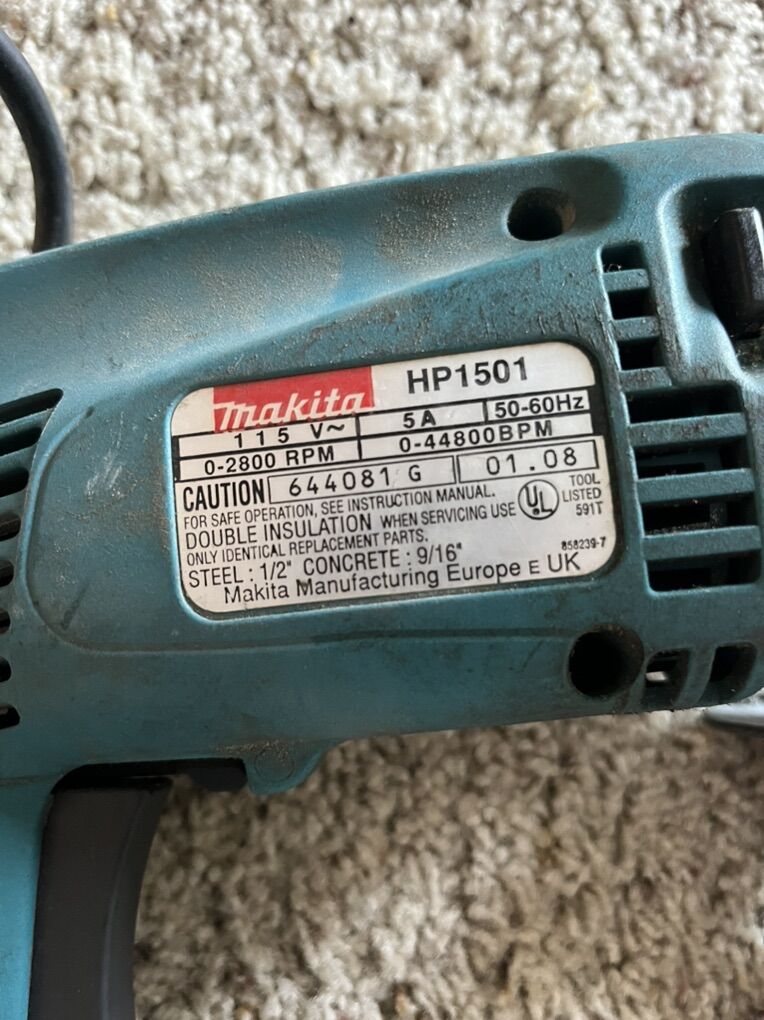 makita HP1501
115 V~ 5A 50-60Hz
0-2800 RPM 0-44800BPM
CAUTION 644081 G 01.08
FOR SAFE OPERATION, SEE INSTRUCTION MANUAL.
DOUBLE INSULATION WHEN SERVICING USE
ONLY IDENTICAL REPLACEMENT PARTS.
UL TOOL
LISTED
591T
STEEL : 1/2" CONCRETE : 9/16" 858239-7
Makita Manufacturing Europe E UK